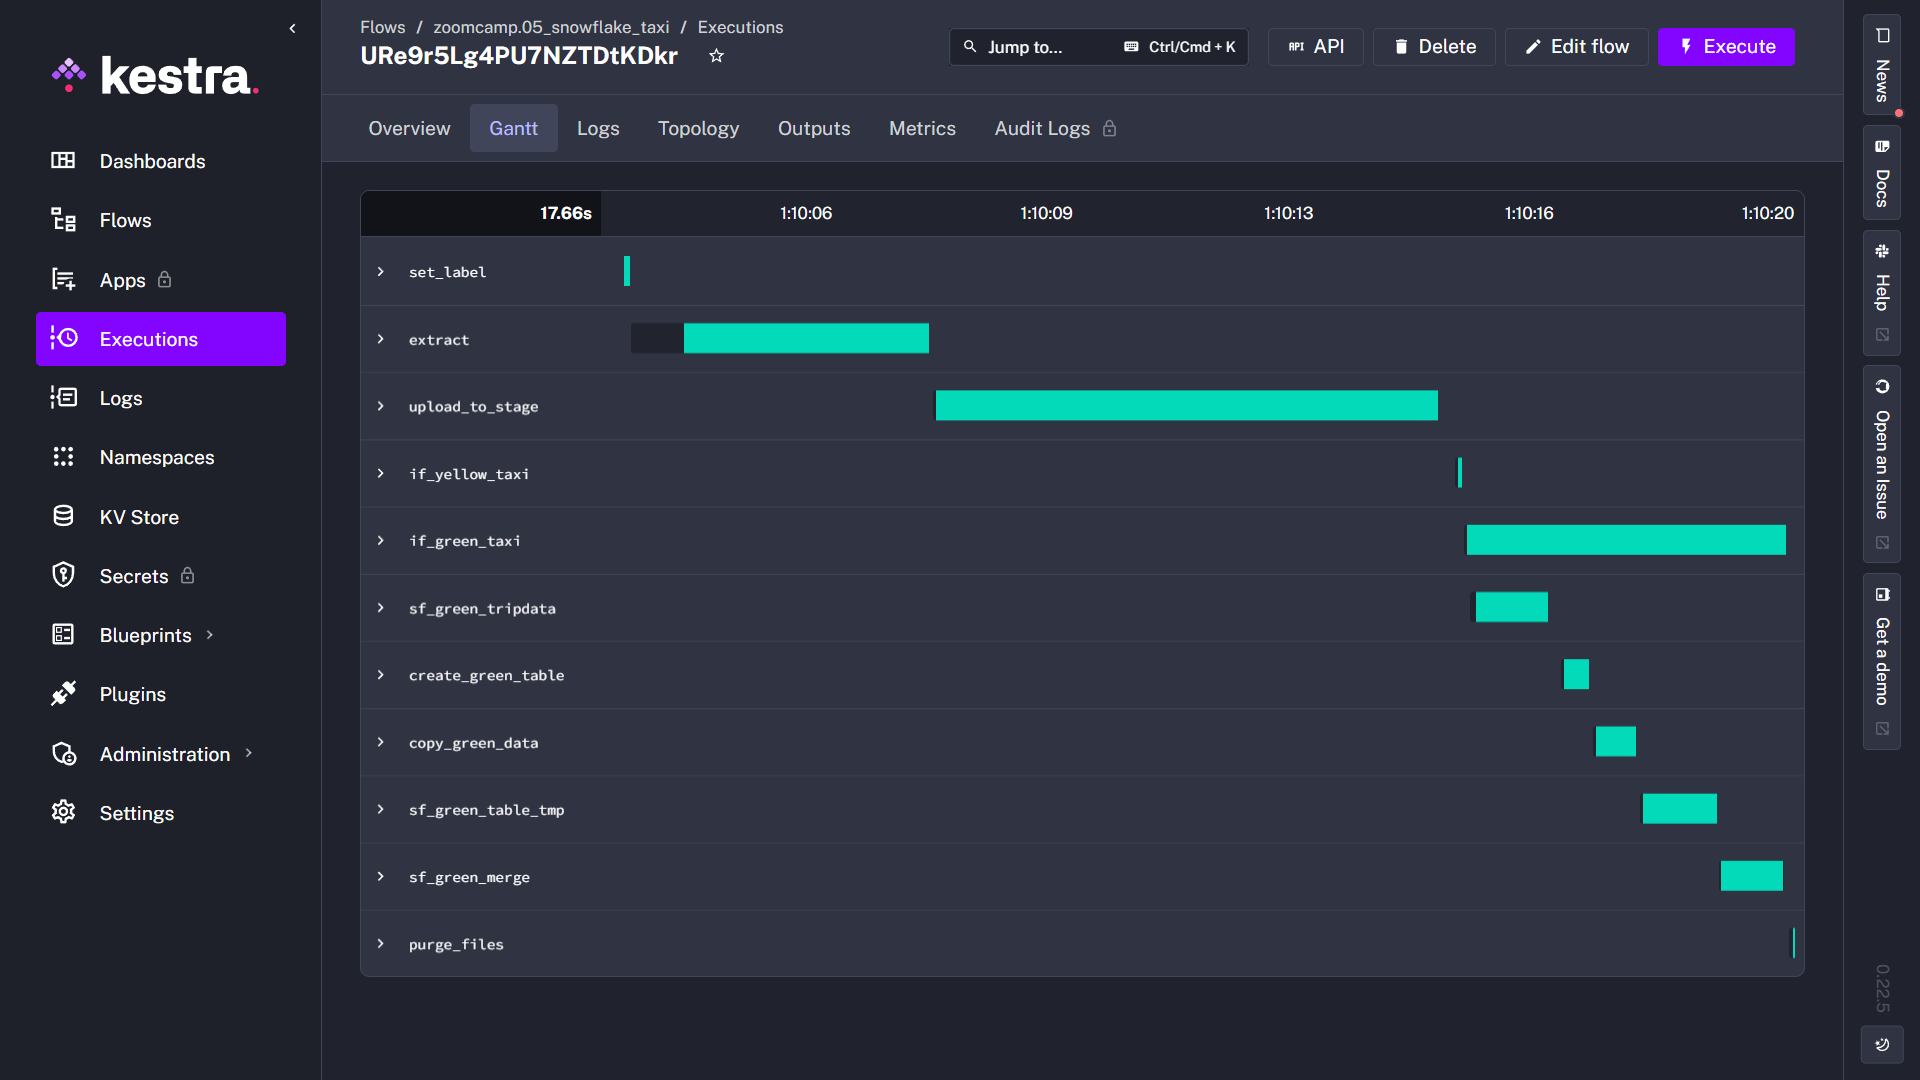 kestra.
Dashboards
Flows
Apps
Executions
Logs
Namespaces
KV Store
Secrets
Blueprints
Plugins
Administration
Settings
Flows / zoomcamp.05_snowflake_taxi / Executions
URe9r5Lg4PU7NZTDtKDkr
Jump to... Ctrl/Cmd + K
API API
Delete
Edit flow
Execute
Overview Gantt Logs Topology Outputs Metrics Audit Logs
17.66s 1:10:06 1:10:09 1:10:13 1:10:16 1:10:20
set_label
extract
upload_to_stage
if_yellow_taxi
if_green_taxi
sf_green_tripdata
create_green_table
copy_green_data
sf_green_table_tmp
sf_green_merge
purge_files
News
Docs
Help
Open an Issue
Get a demo
0.22.5